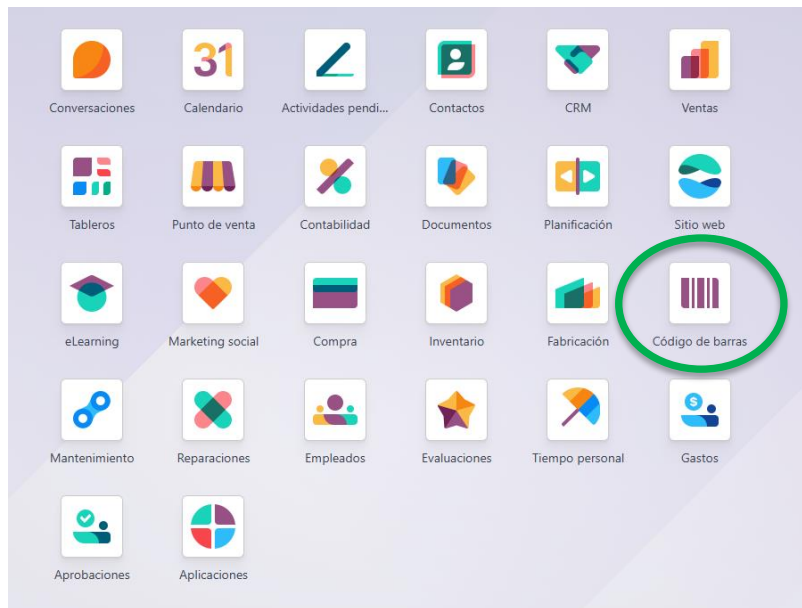 31
Conversaciones Calendario Actividades pendi... Contactos CRM Ventas
Tableros Punto de venta Contabilidad Documentos Planificación Sitio web
eLearning Marketing social Compra Inventario Fabricación Código de barras
$
Mantenimiento Reparaciones Empleados Evaluaciones Tiempo personal Gastos
Aprobaciones Aplicaciones